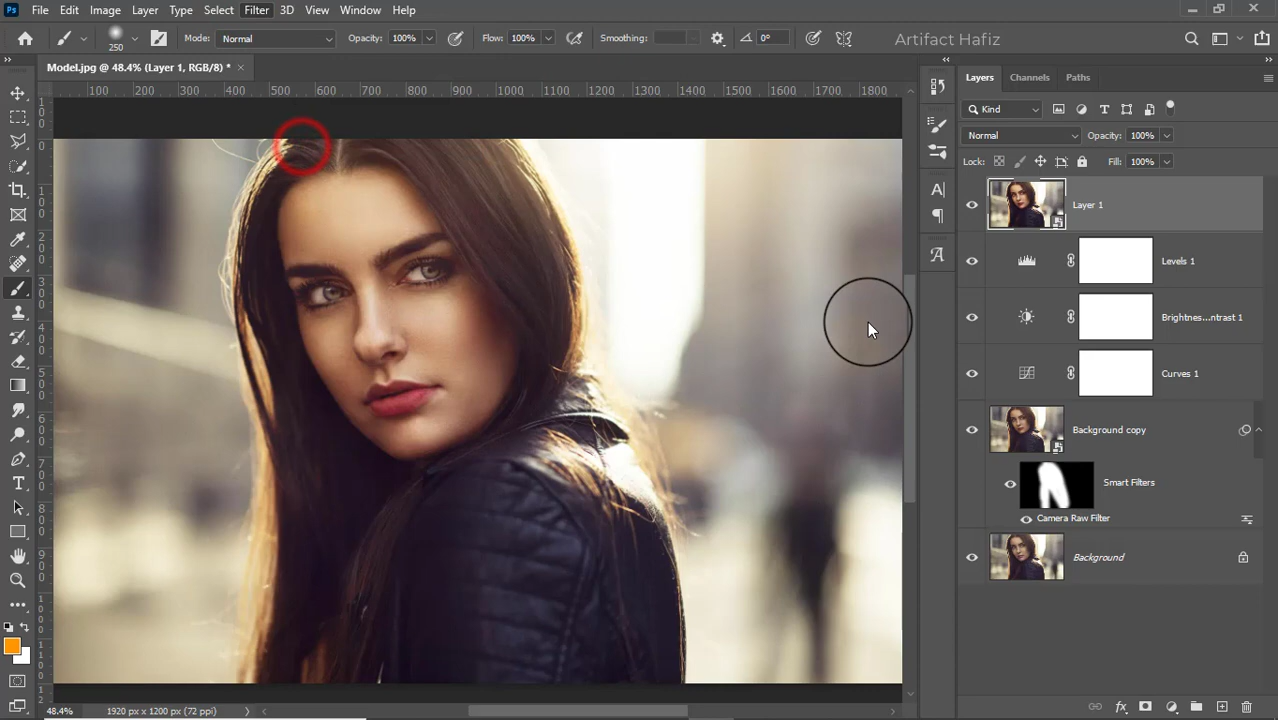 Ps File Edit Image Layer Type Select Filter 3D View Window Help
250 Mode: Normal Opacity: 100% Flow: 100% Smoothing: 0° Artifact Hafiz
Model.jpg @ 48.4% (Layer 1, RGB/8) * ×
100 200 300 400 500 600 700 800 900 1000 1100 1200 1300 1400 1500 1600 1700 1800
Layers Channels Paths
Kind
Normal Opacity: 100%
Lock: Fill: 100%
Layer 1
Levels 1
Brightnes...ntrast 1
Curves 1
Background copy
Smart Filters
Camera Raw Filter
Background
48.4% 1920 px x 1200 px (72 ppi)